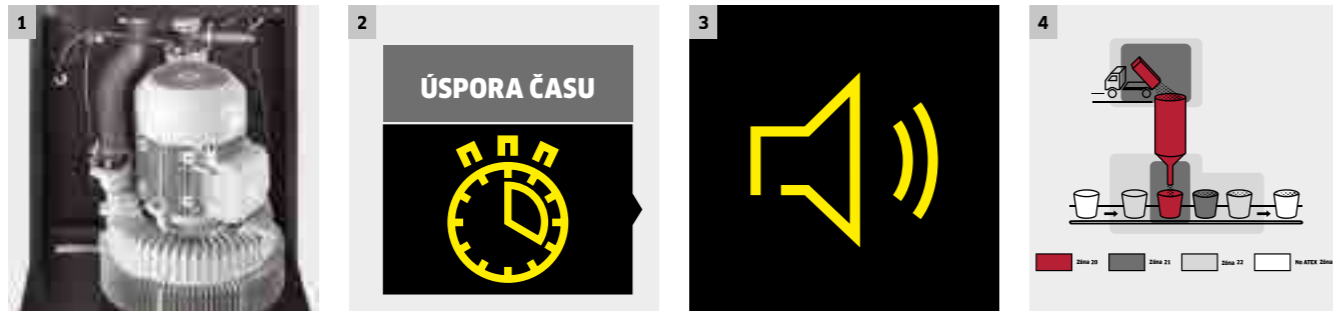 1
2
ÚSPORA ČASU
3
4
Zóna 20
Zóna 21
Zóna 22
No ATEX Zóna